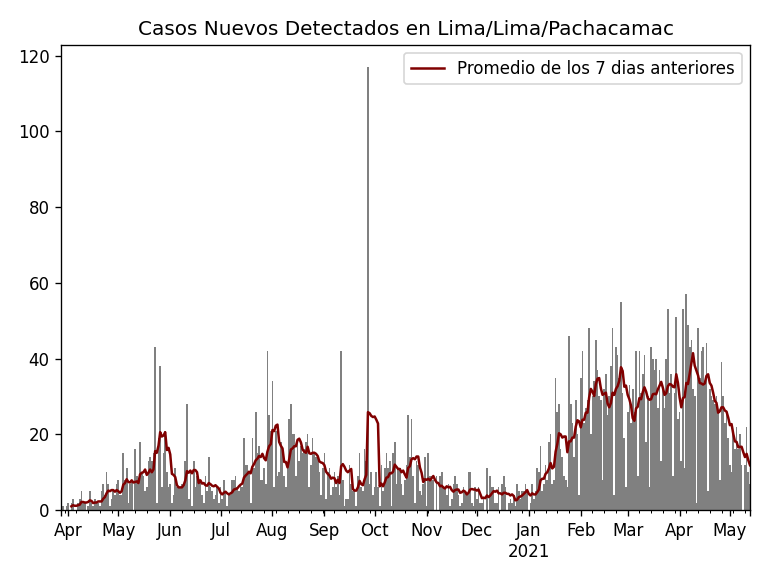 Casos Nuevos Detectados en Lima/Lima/Pachacamac
Promedio de los 7 dias anteriores
120
100
80
60
40
20
0
Apr May Jun Jul Aug Sep Oct Nov Dec Jan Feb Mar Apr May
2021